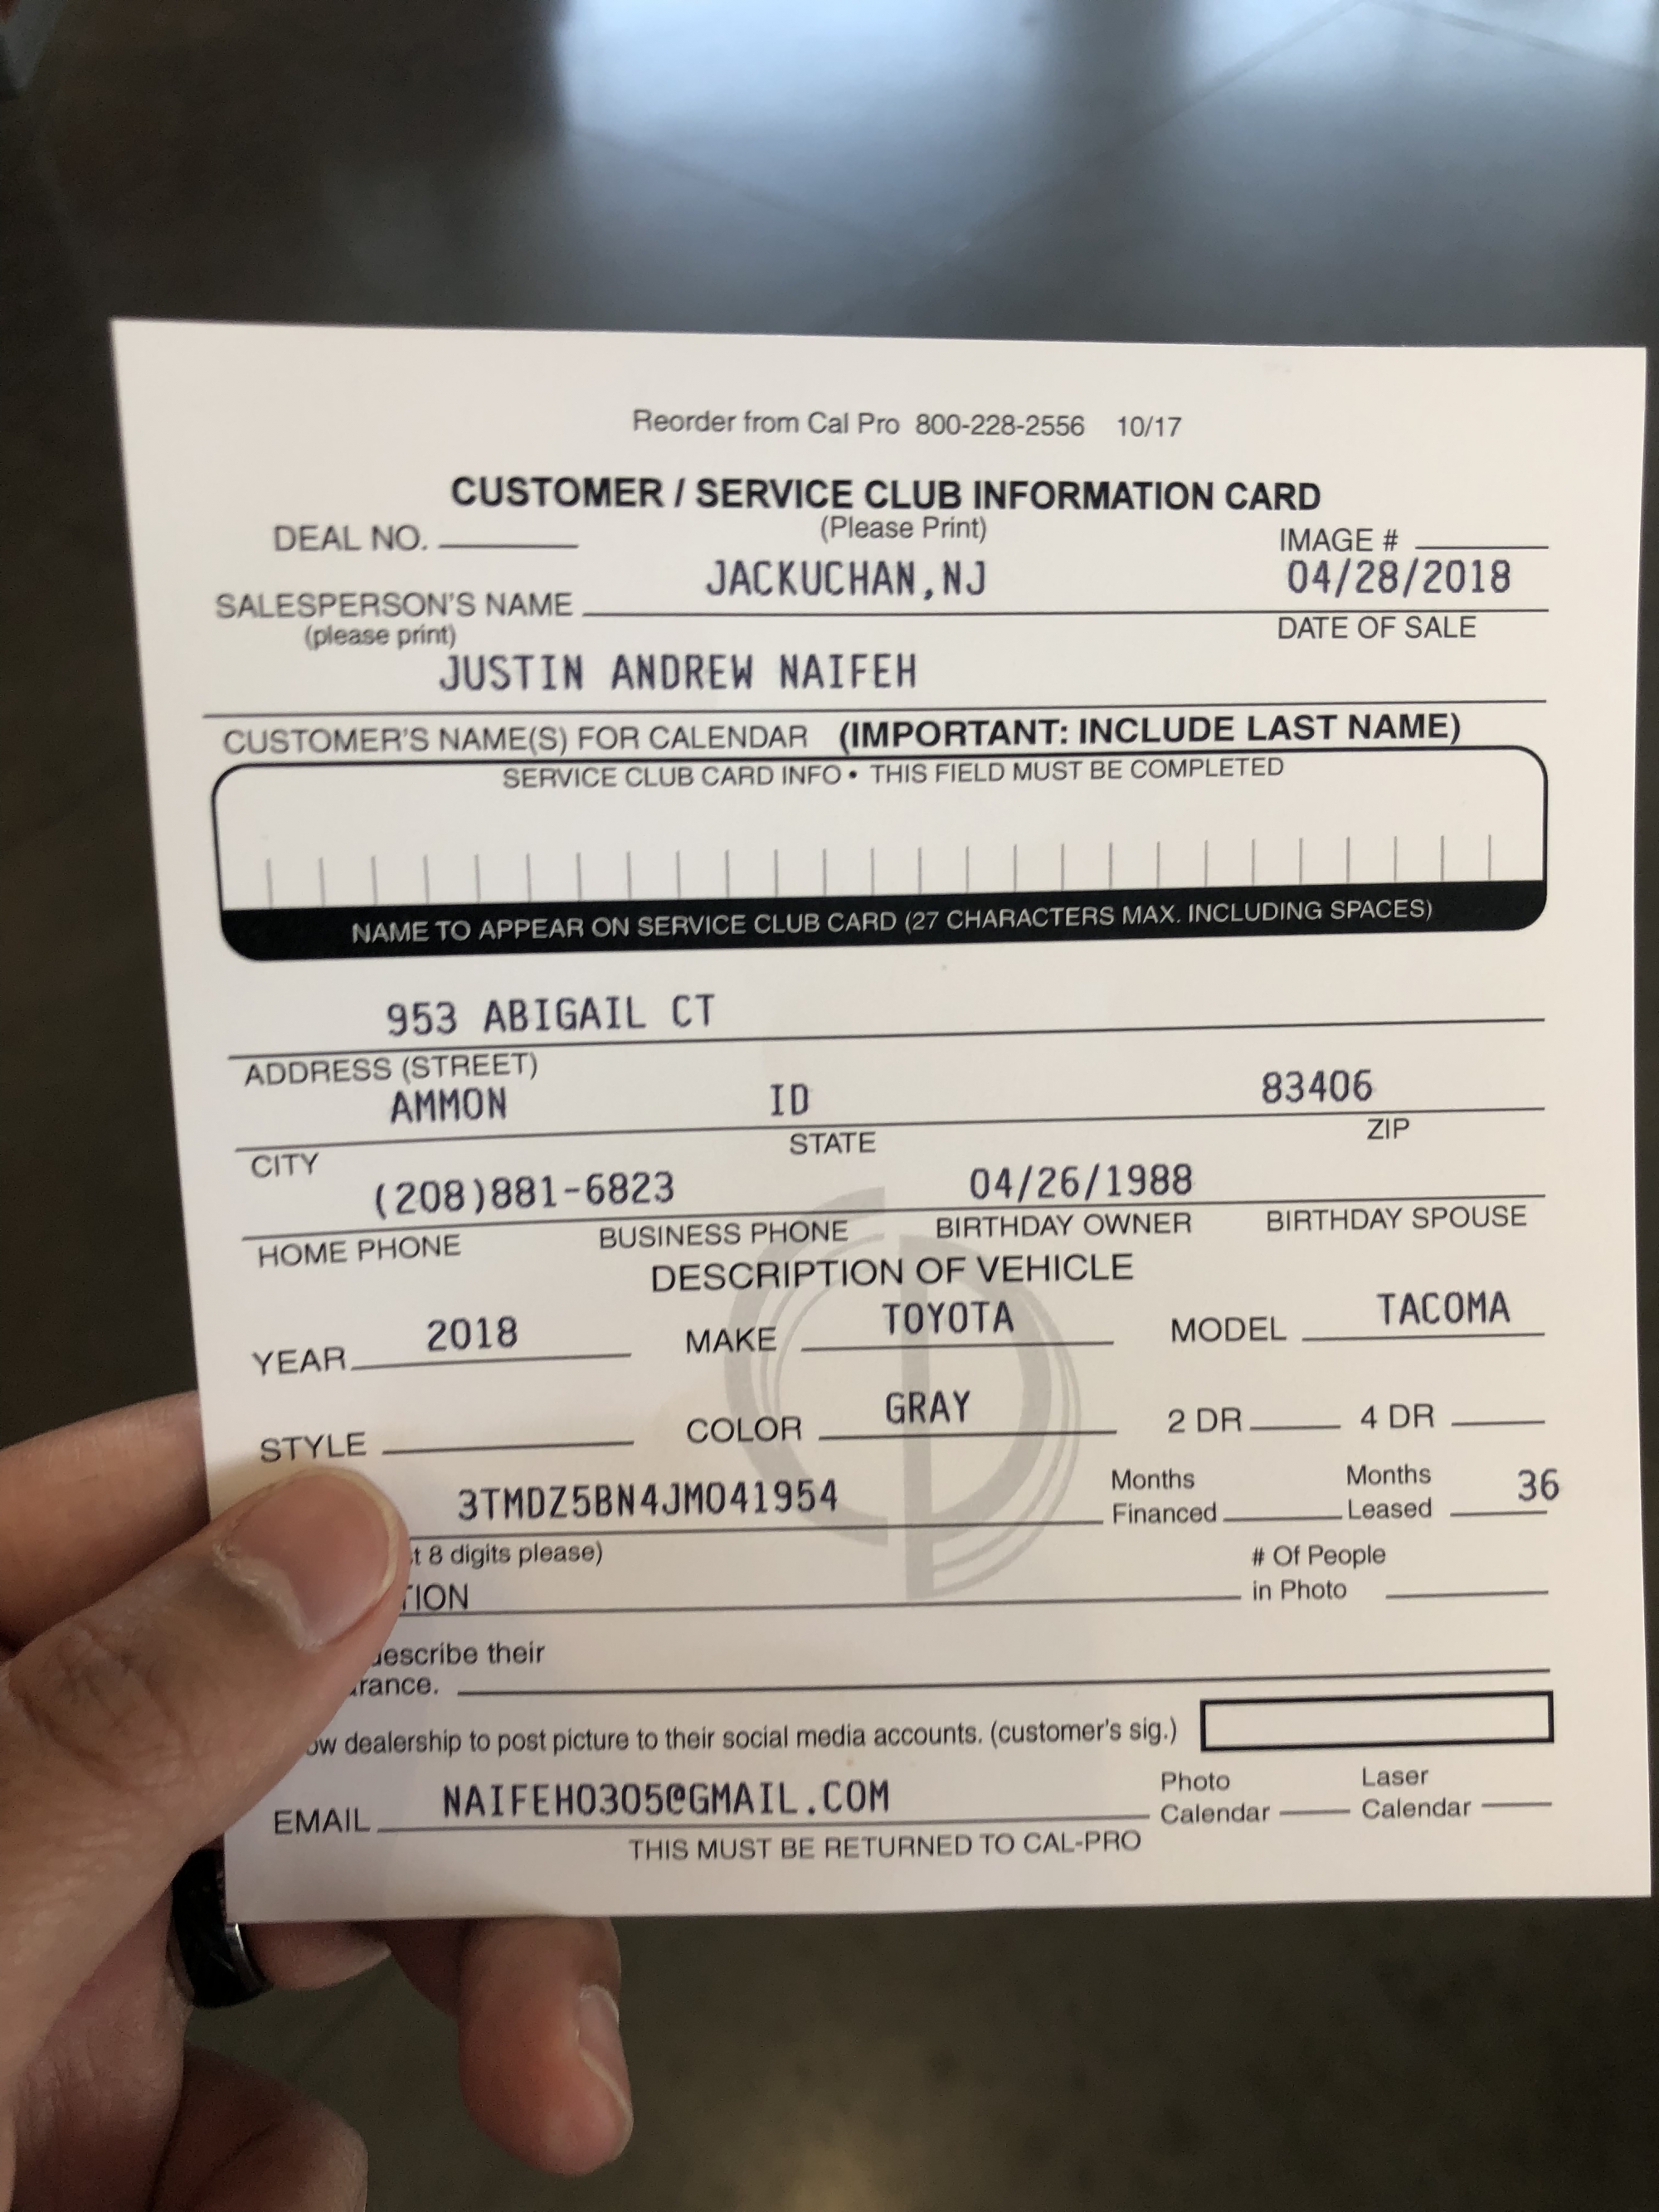 Reorder from Cal Pro 800-228-2556 10/17
CUSTOMER / SERVICE CLUB INFORMATION CARD
DEAL NO. (Please Print) IMAGE #
JACKUCHAN,NJ 04/28/2018
SALESPERSON'S NAME
(please print) DATE OF SALE
JUSTIN ANDREW NAIFEH
CUSTOMER'S NAME(S) FOR CALENDAR (IMPORTANT: INCLUDE LAST NAME)
SERVICE CLUB CARD INFO • THIS FIELD MUST BE COMPLETED
NAME TO APPEAR ON SERVICE CLUB CARD (27 CHARACTERS MAX. INCLUDING SPACES)
953 ABIGAIL CT
ADDRESS (STREET)
AMMON ID 83406
CITY STATE ZIP
(208)881-6823 04/26/1988
HOME PHONE BUSINESS PHONE BIRTHDAY OWNER BIRTHDAY SPOUSE
DESCRIPTION OF VEHICLE
YEAR 2018 MAKE TOYOTA MODEL TACOMA
STYLE COLOR GRAY 2 DR 4 DR
3TMDZ5BN4JM041954 Months Financed Months Leased 36
8 digits please)
TION # Of People in Photo
escribe their
rance.
ow dealership to post picture to their social media accounts. (customer's sig.)
EMAIL NAIFEH0305@GMAIL.COM Photo Calendar Laser Calendar
THIS MUST BE RETURNED TO CAL-PRO